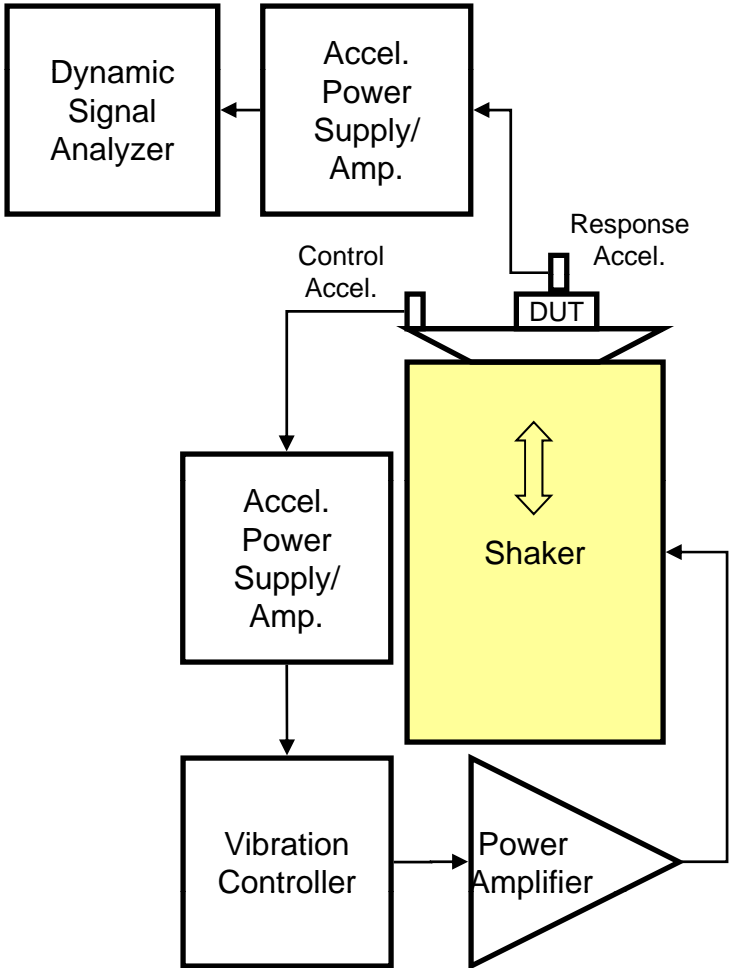 Dynamic
Signal
Analyzer
Accel.
Power
Supply/
Amp.
Response
Accel.
Control
Accel.
DUT
Accel.
Power
Supply/
Amp.
Shaker
Vibration
Controller
Power
Amplifier